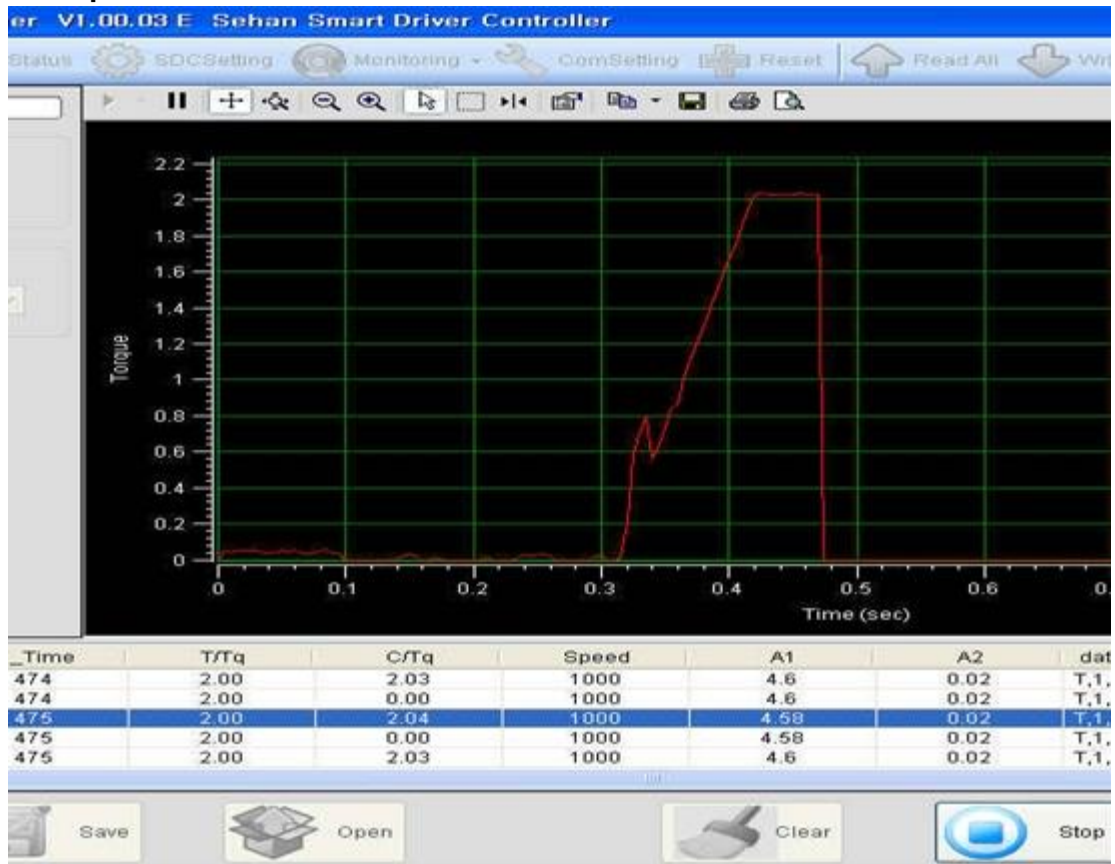 er V1.00.03 E Sehan Smart Driver Controller
Status SDCSetting Monitoring ComSetting Reset Read All Wri
2.2
2
1.8
1.6
1.4
1.2
1
0.8
0.6
0.4
0.2
0
Torque
0 0.1 0.2 0.3 0.4 0.5 0.6 0.
Time (sec)
_Time T/Tq C/Tq Speed A1 A2 dat
474 2.00 2.03 1000 4.6 0.02 T,1,
474 2.00 0.00 1000 4.6 0.02 T,1,
475 2.00 2.04 1000 4.58 0.02 T,1,
475 2.00 0.00 1000 4.58 0.02 T,1,
475 2.00 2.03 1000 4.6 0.02 T,1,
Save Open Clear Stop